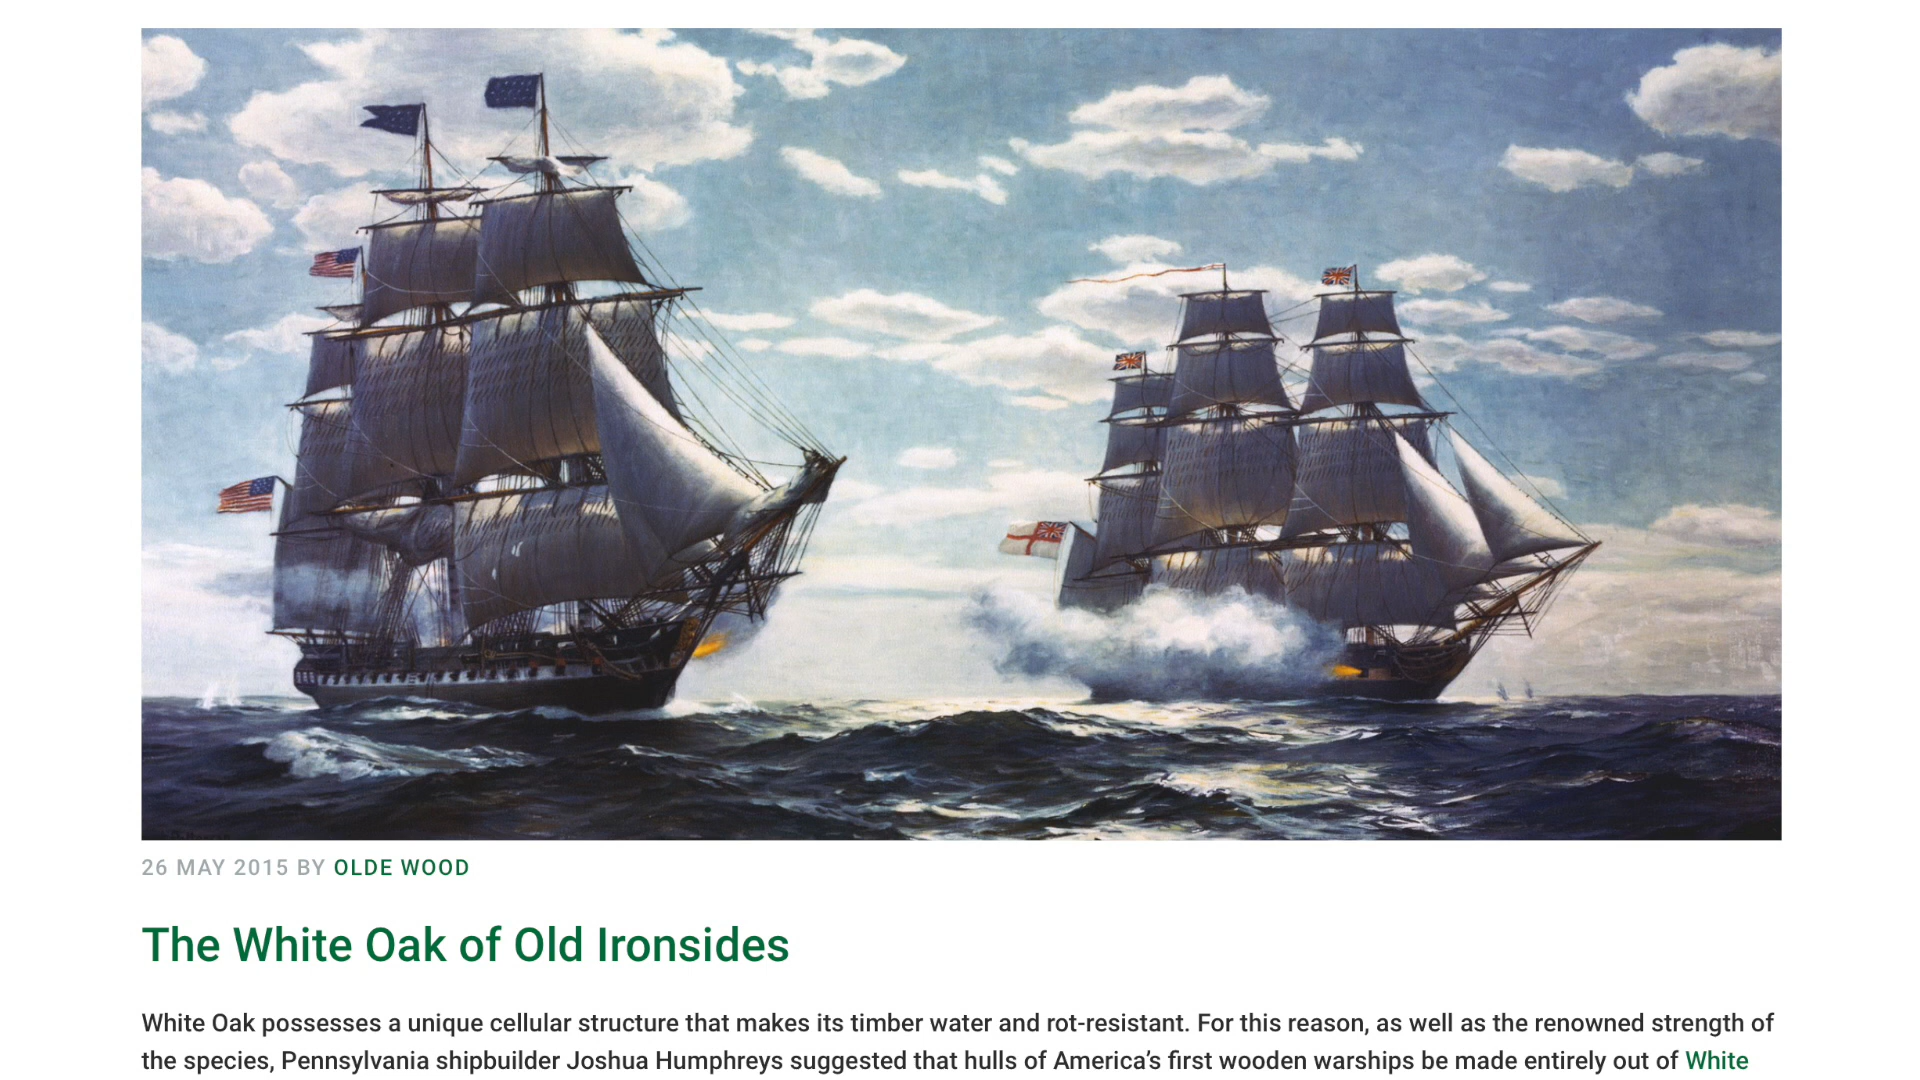 26 MAY 2015 BY OLDE WOOD
The White Oak of Old Ironsides
White Oak possesses a unique cellular structure that makes its timber water and rot-resistant. For this reason, as well as the renowned strength of
the species, Pennsylvania shipbuilder Joshua Humphreys suggested that hulls of America’s first wooden warships be made entirely out of White